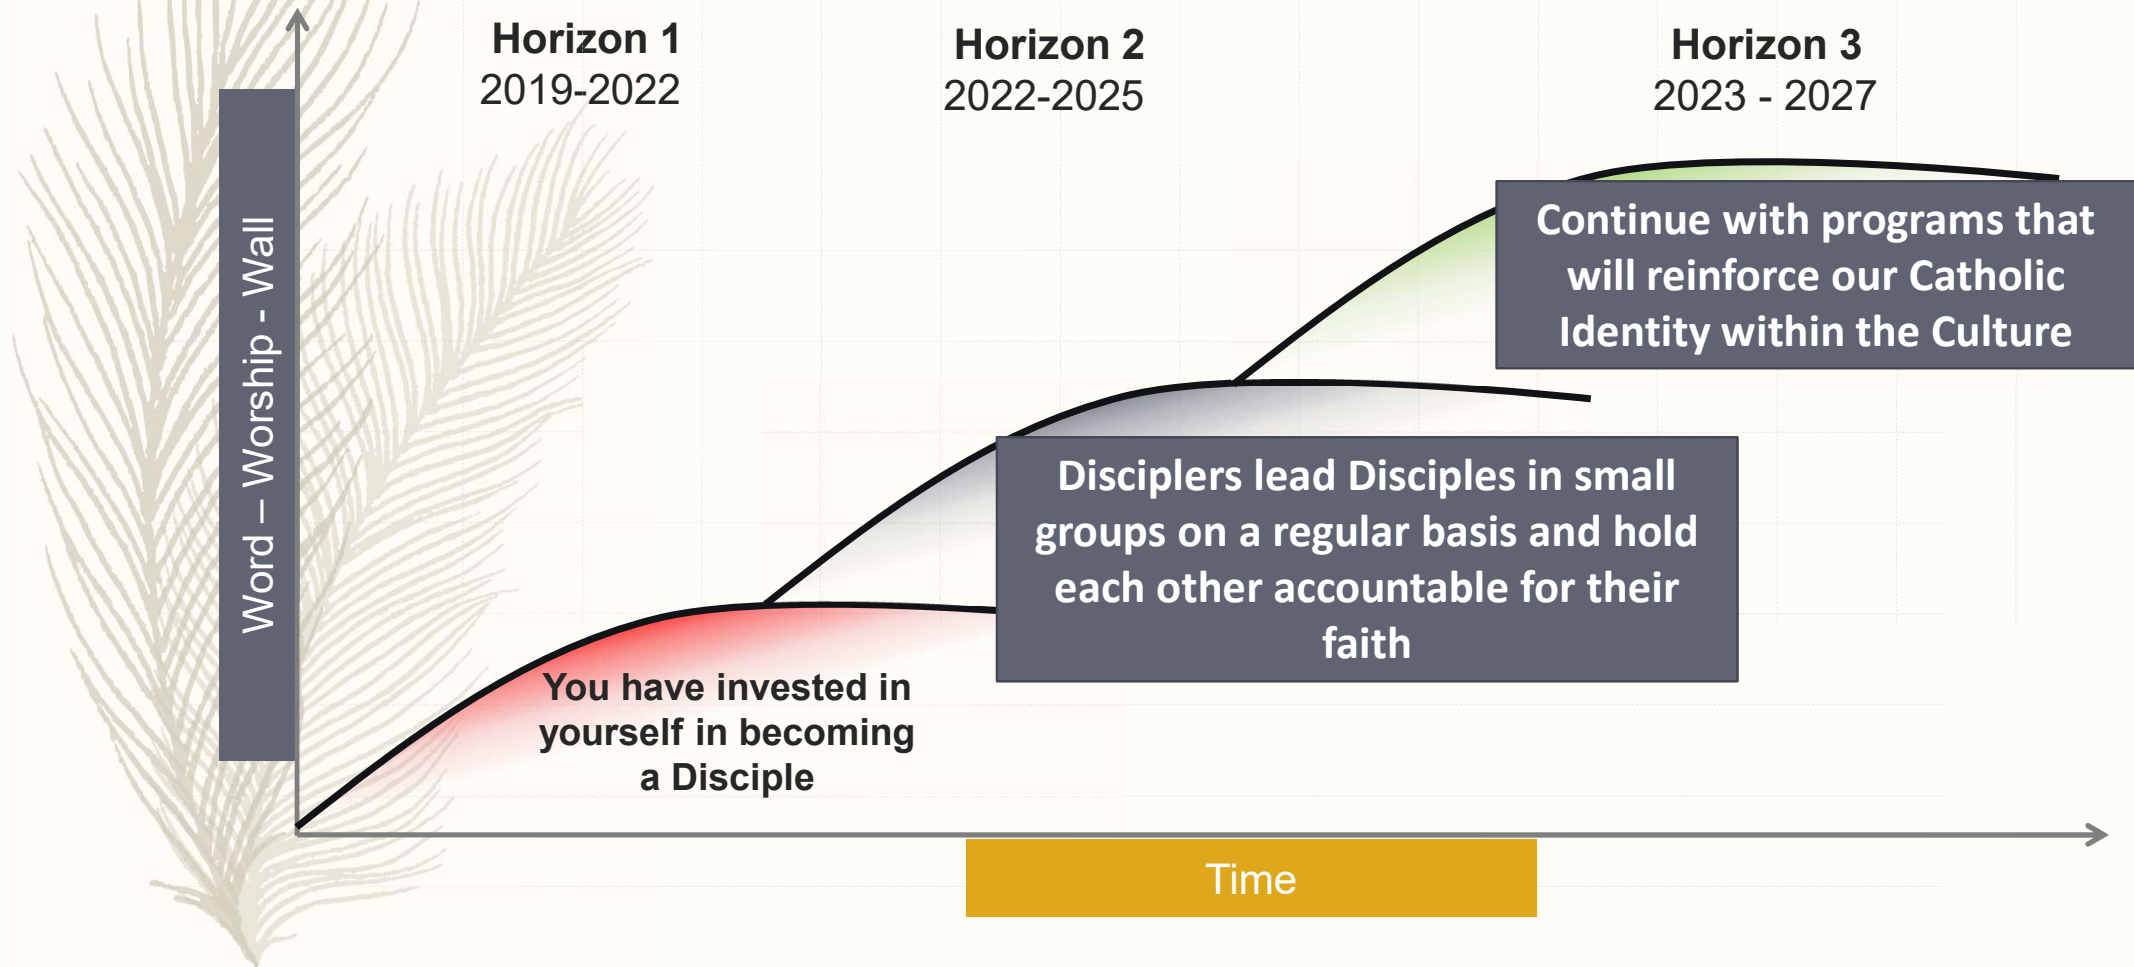 Horizon 1
2019-2022
Horizon 2
2022-2025
Horizon 3
2023 - 2027
Word – Worship - Wall
Continue with programs that
will reinforce our Catholic
Identity within the Culture
Disciplers lead Disciples in small
groups on a regular basis and hold
each other accountable for their
faith
You have invested in
yourself in becoming
a Disciple
Time